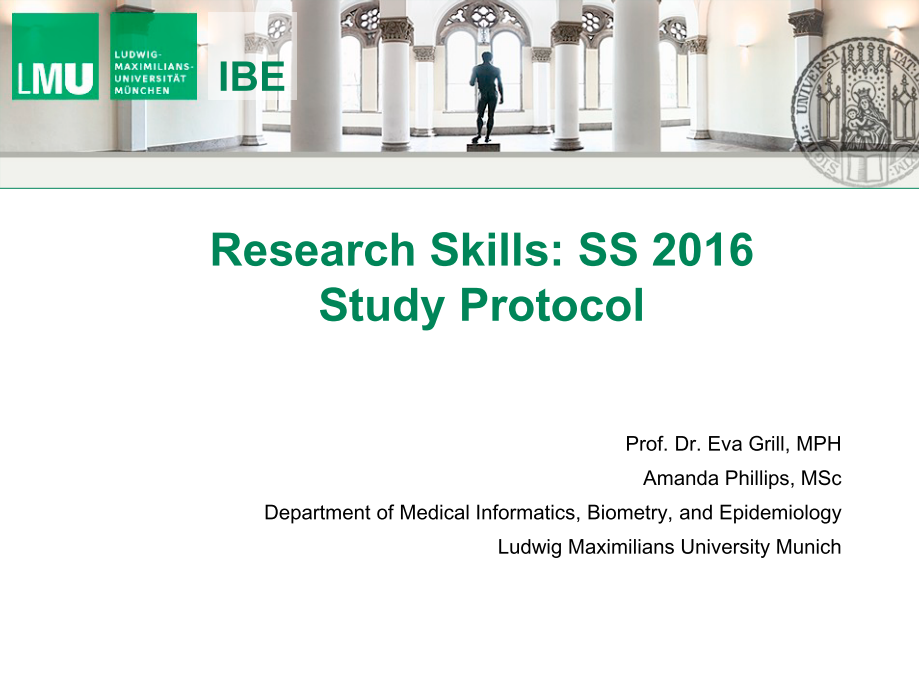 LMU
LUDWIG-
MAXIMILIANS-
UNIVERSITÄT
MÜNCHEN
IBE
Research Skills: SS 2016
Study Protocol
Prof. Dr. Eva Grill, MPH
Amanda Phillips, MSc
Department of Medical Informatics, Biometry, and Epidemiology
Ludwig Maximilians University Munich